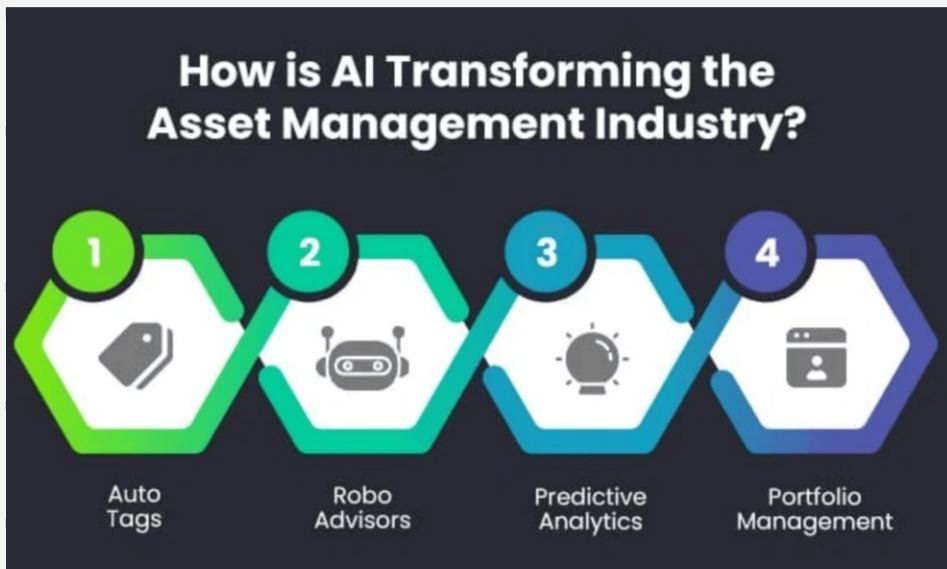 How is AI Transforming the
Asset Management Industry?
1
2
3
4
Auto
Tags
Robo
Advisors
Predictive
Analytics
Portfolio
Management